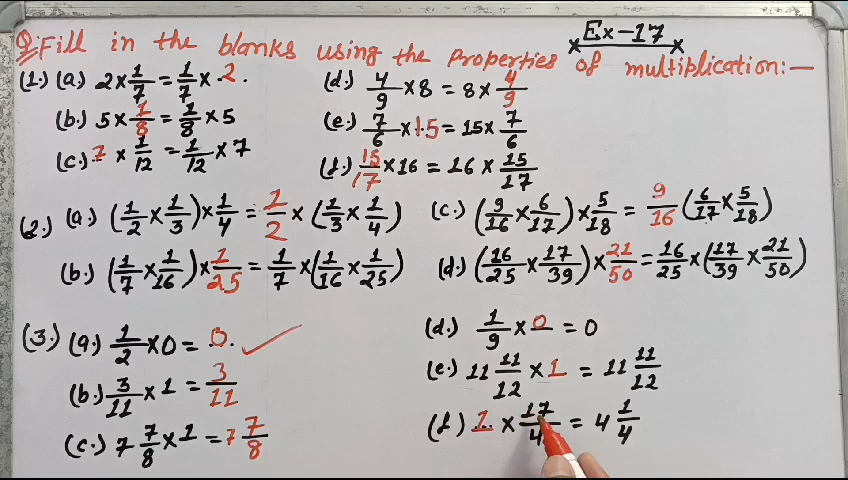 Ex-17
Q. Fill in the blanks using the properties of multiplication:—
(1.) (a.) 2 × 1/7 = 1/7 × 2.
(b.) 5 × 1/8 = 1/8 × 5
(c.) 7 × 1/12 = 1/12 × 7
(d.) 4/9 × 8 = 8 × 4/9
(e.) 7/6 × 15 = 15 × 7/6
(f.) 15/17 × 16 = 16 × 15/17
(2.) (a.) (1/2 × 1/3) × 1/4 = 1/2 × (1/3 × 1/4)
(b.) (1/7 × 1/16) × 1/25 = 1/7 × (1/16 × 1/25)
(c.) (9/16 × 6/17) × 5/18 = 9/16 (6/17 × 5/18)
(d.) (16/25 × 17/39) × 21/50 = 16/25 × (17/39 × 21/50)
(3.) (a.) 1/2 × 0 = 0
(b.) 3/11 × 1 = 3/11
(c.) 7 7/8 × 1 = 7 7/8
(d.) 1/9 × 0 = 0
(e.) 11 11/12 × 1 = 11 11/12
(f.) 1 × 17/4 = 4 1/4